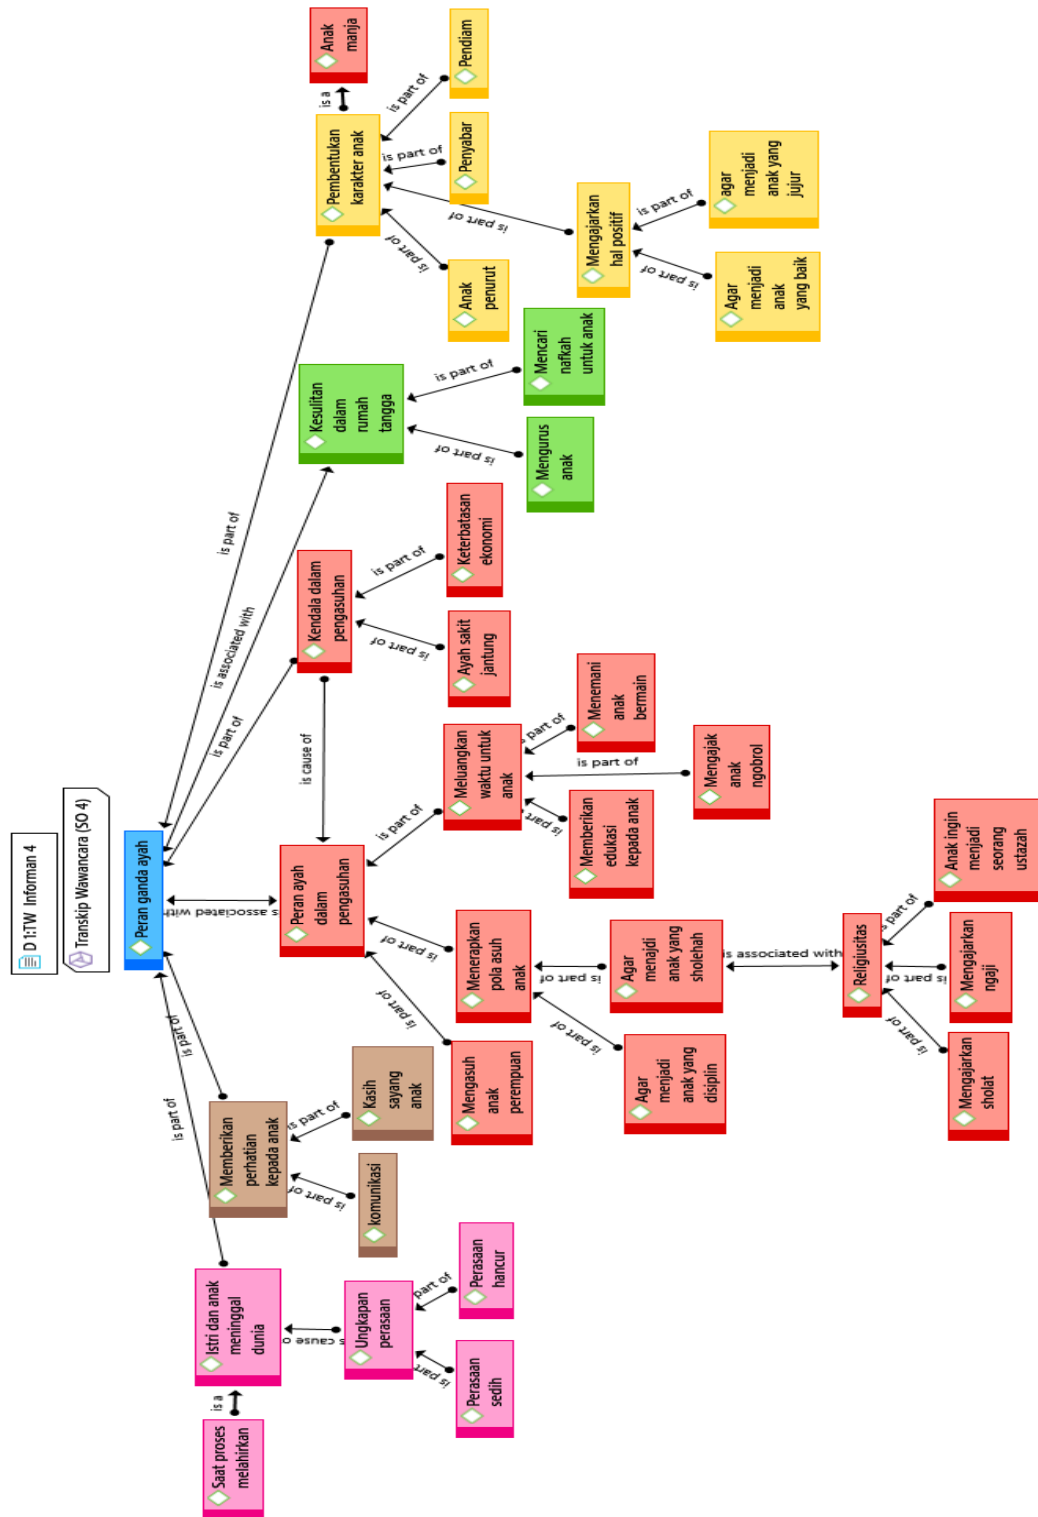 D 1:TW Informan 4
Transkip Wawancara (SO 4)
Peran ganda ayah
is part of
is part of
is associated with
is part of
is associated with
is part of
Saat proses
melahirkan
is a
Istri dan anak
meninggal
dunia
s cause o
Ungkapan
perasaan
is part
part of
Perasaan
sedih
Perasaan
hancur
Memberikan
perhatian
kepada anak
is part of
is part of
komunikasi
Kasih
sayang
anak
Peran ayah
dalam
pengasuhan
is cause of
is part of
is part of
is part of
Mengasuh
anak
perempuan
Menerapkan
pola asuh
anak
is part of
is part of
Agar
menjadi
anak yang
disiplin
Agar
menajdi
anak yang
sholehah
is associated with
Religiusitas
is part of
is part of
is part of
Mengajarkan
sholat
Mengajarkan
ngaji
Anak ingin
menjadi
seorang
ustazah
Meluangkan
waktu untuk
anak
is part of
is part of
part of
Memberikan
edukasi
kepada anak
Mengajak
anak
ngobrol
Menemani
anak
bermain
Kendala dalam
pengasuhan
is part of
is part of
Ayah sakit
jantung
Keterbatasan
ekonomi
Kesulitan
dalam
rumah
tangga
is part of
is part of
Mengurus
anak
Mencari
nafkah
untuk anak
Pembentukan
karakter anak
is a
Anak
manja
is part of
is part of
is part of
is part of
Anak
penurut
Penyabar
Pendiam
Mengajarkan
hal positif
is part of
is part of
Agar
menjadi
anak
yang baik
agar
menjadi
anak yang
jujur